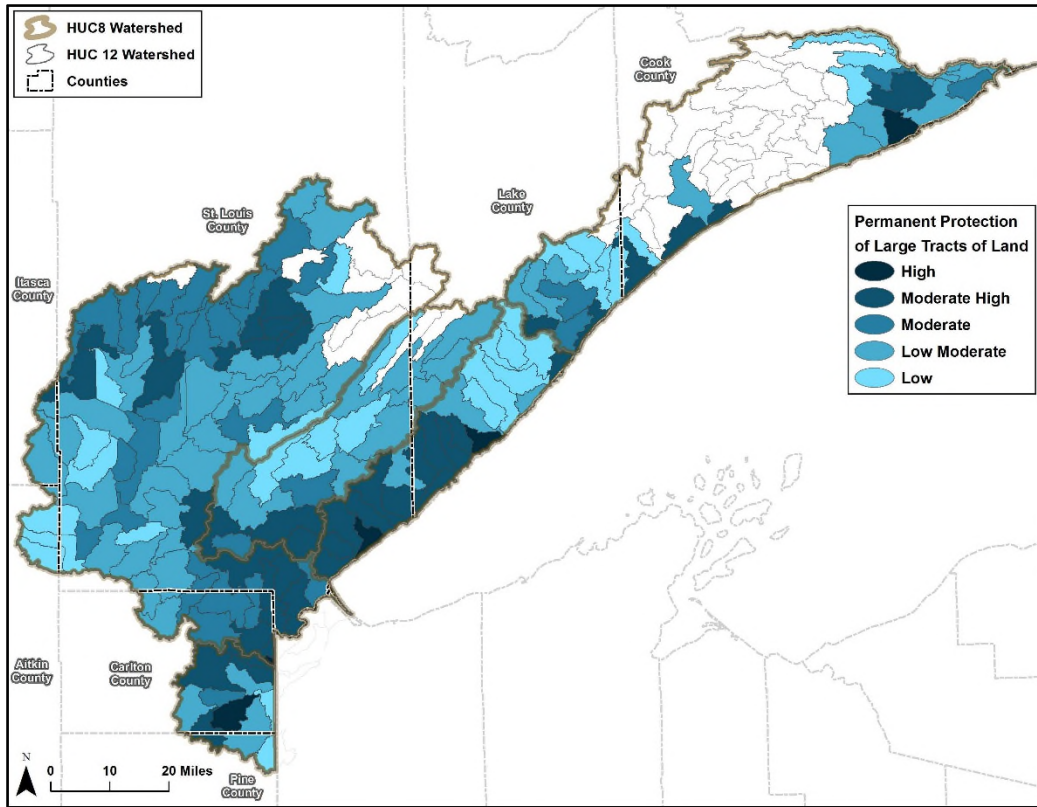 HUC8 Watershed
HUC 12 Watershed
Counties
Cook
County
Lake
County
St. Louis
County
Itasca
County
Permanent Protection
of Large Tracts of Land
High
Moderate High
Moderate
Low Moderate
Low
Aitkin
County
Carlton
County
Pine
County
N
0 10 20 Miles